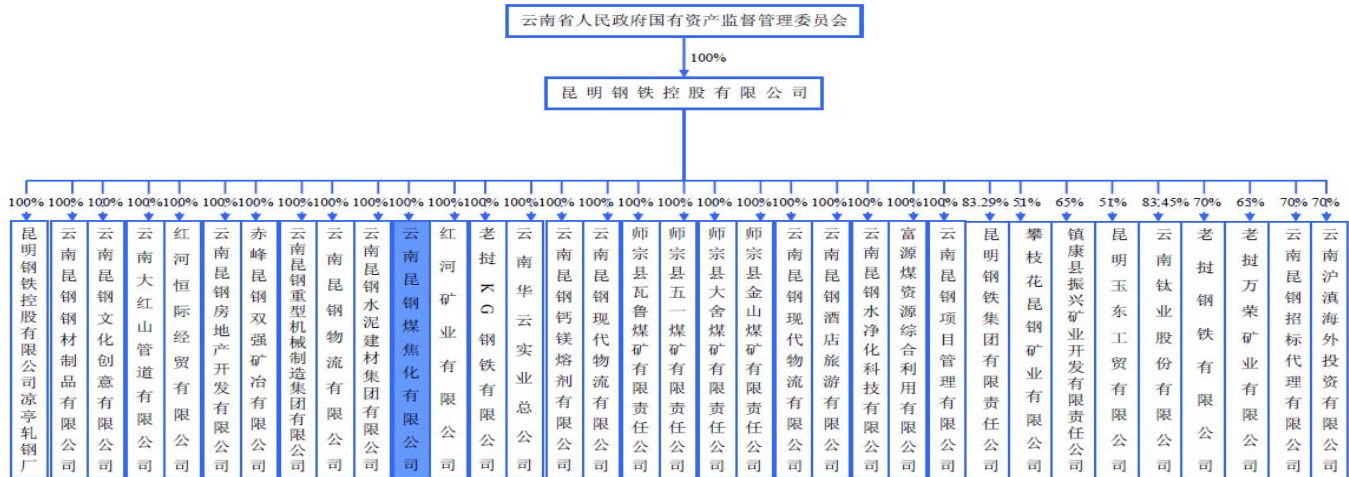 云南省人民政府国有资产监督管理委员会
100%
昆明钢铁控股有限公司
100% 100% 100% 100% 100% 100% 100% 100% 100% 100% 100% 100% 100% 100% 100% 100% 100% 100% 100% 100% 100% 100% 100% 100% 100% 83.29% 51% 65% 51% 83.45% 70% 65% 70% 70%
昆明钢铁控股有限公司凉亭轧钢厂
云南昆钢钢材制品有限公司
云南昆钢文化创意有限公司
云南大红山管道有限公司
红河恒际经贸有限公司
云南昆钢房地产开发有限公司
赤峰昆钢双强矿冶有限公司
云南昆钢重型机械制造集团有限公司
云南昆钢物流有限公司
云南昆钢水泥建材集团有限公司
云南昆钢煤焦化有限公司
红河矿业有限公司
老挝KG钢铁有限公司
云南华云实业总公司
云南昆钢钙镁熔剂有限公司
云南昆钢现代物流有限公司
师宗县瓦鲁煤矿有限责任公司
师宗县五一煤矿有限责任公司
师宗县大舍煤矿有限责任公司
师宗县金山煤矿有限责任公司
云南昆钢现代物流有限公司
云南昆钢酒店旅游有限公司
云南昆钢水净化科技有限公司
富源煤资源综合利用有限公司
云南昆钢项目管理有限公司
昆明钢铁集团有限责任公司
攀枝花昆钢矿业有限公司
镇康县振兴矿业开发有限责任公司
昆明玉东工贸有限公司
云南钛业股份有限公司
老挝钢铁有限公司
老挝万荣矿业有限公司
云南昆钢招标代理有限公司
云南沪滇海外投资有限公司